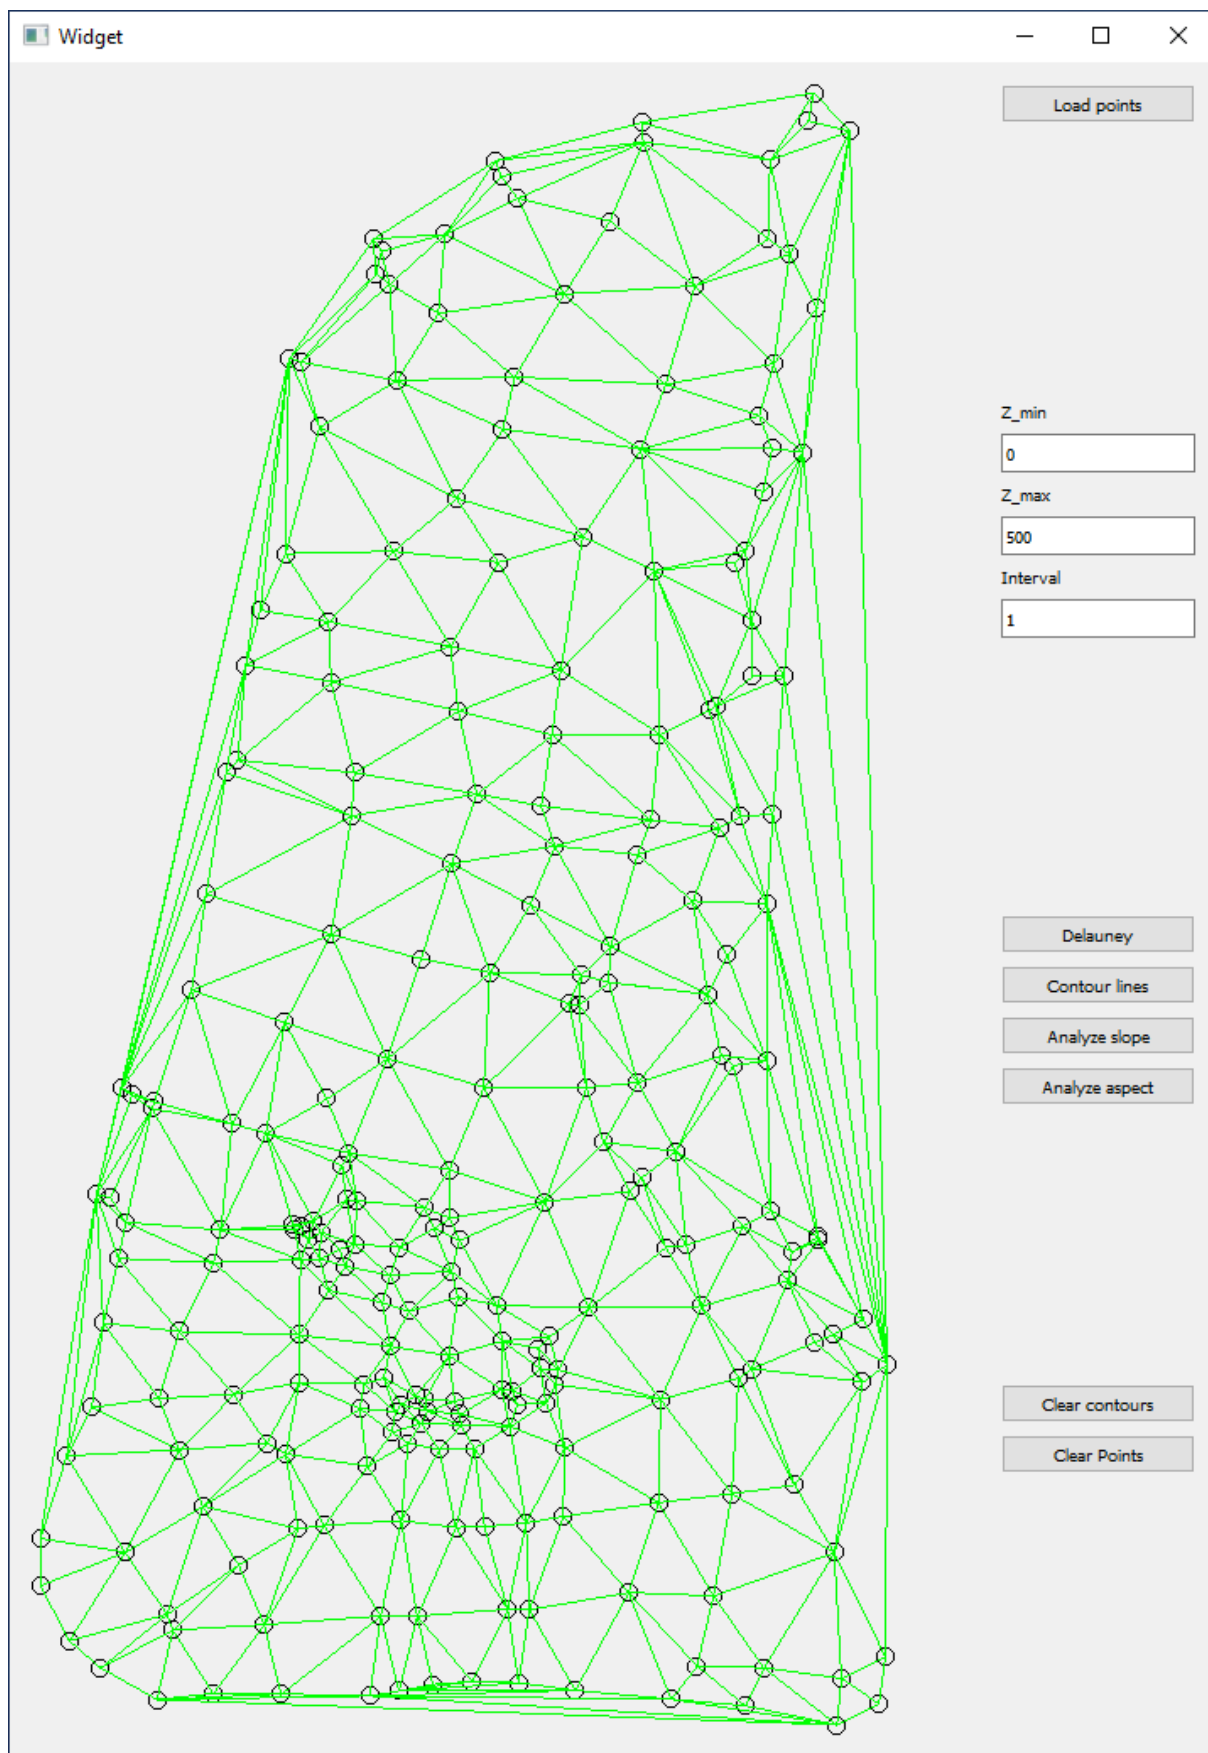 Widget
Load points
Z_min
0
Z_max
500
Interval
1
Delauney
Contour lines
Analyze slope
Analyze aspect
Clear contours
Clear Points